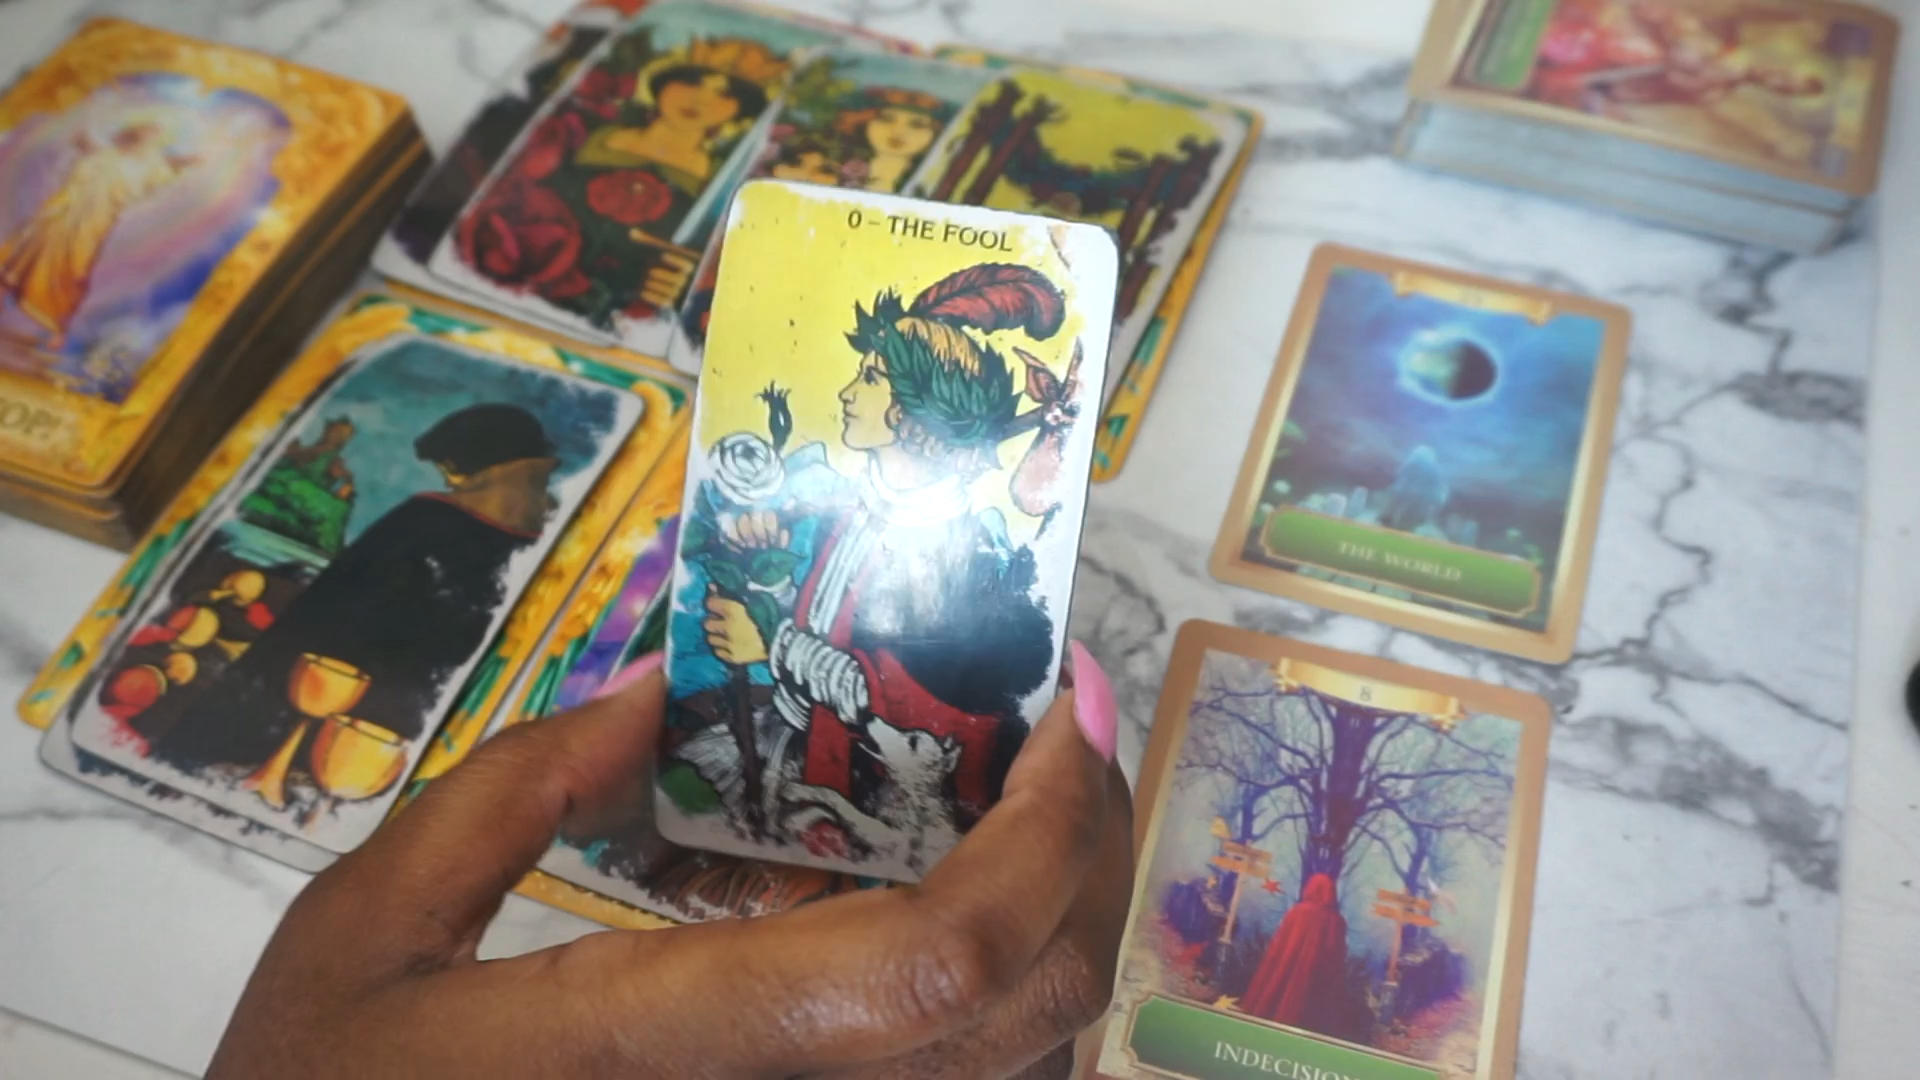 0 – THE FOOL
THE WORLD
8
INDECISION